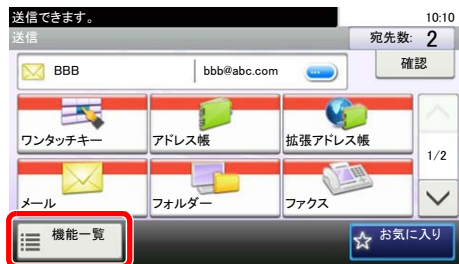 送信できます。 10:10
送信 宛先数: 2
BBB bbb@abc.com 確認
ワンタッチキー アドレス帳 拡張アドレス帳
1/2
メール フォルダー ファクス
機能一覧 お気に入り